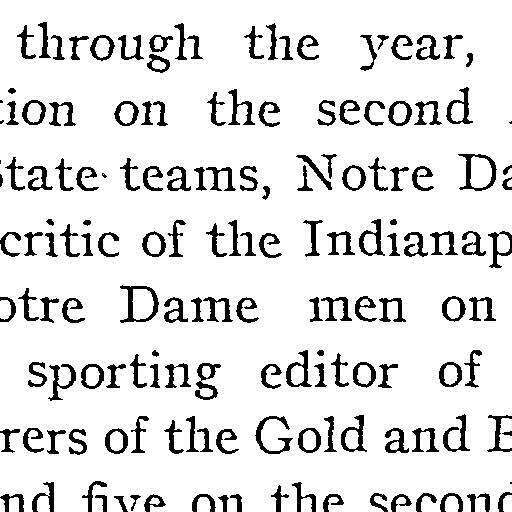 through the year,
tion on the second
State teams, Notre Da
critic of the Indianap
otre Dame men on
sporting editor of
rers of the Gold and B
nd five on the second